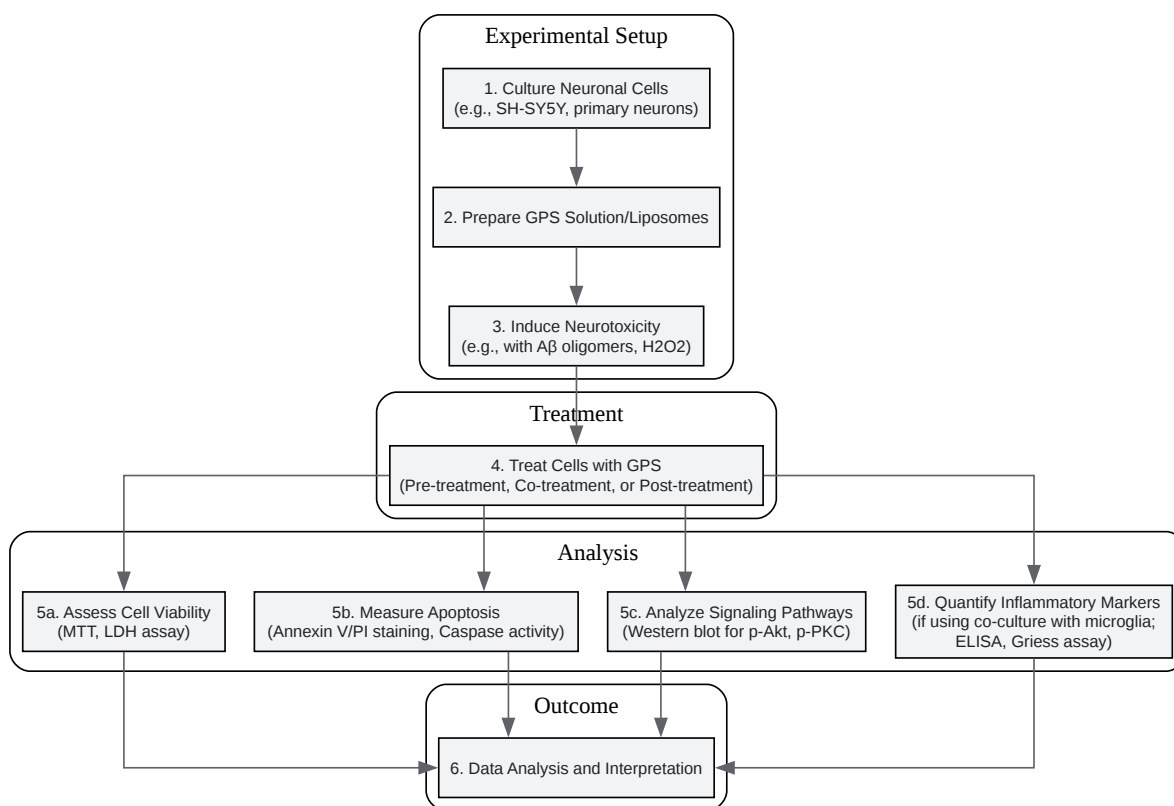 Experimental Setup
1. Culture Neuronal Cells
(e.g., SH-SY5Y, primary neurons)
2. Prepare GPS Solution/Liposomes
3. Induce Neurotoxicity
(e.g., with Aβ oligomers, H2O2)
Treatment
4. Treat Cells with GPS
(Pre-treatment, Co-treatment, or Post-treatment)
Analysis
5a. Assess Cell Viability
(MTT, LDH assay)
5b. Measure Apoptosis
(Annexin V/PI staining, Caspase activity)
5c. Analyze Signaling Pathways
(Western blot for p-Akt, p-PKC)
5d. Quantify Inflammatory Markers
(if using co-culture with microglia;
ELISA, Griess assay)
Outcome
6. Data Analysis and Interpretation